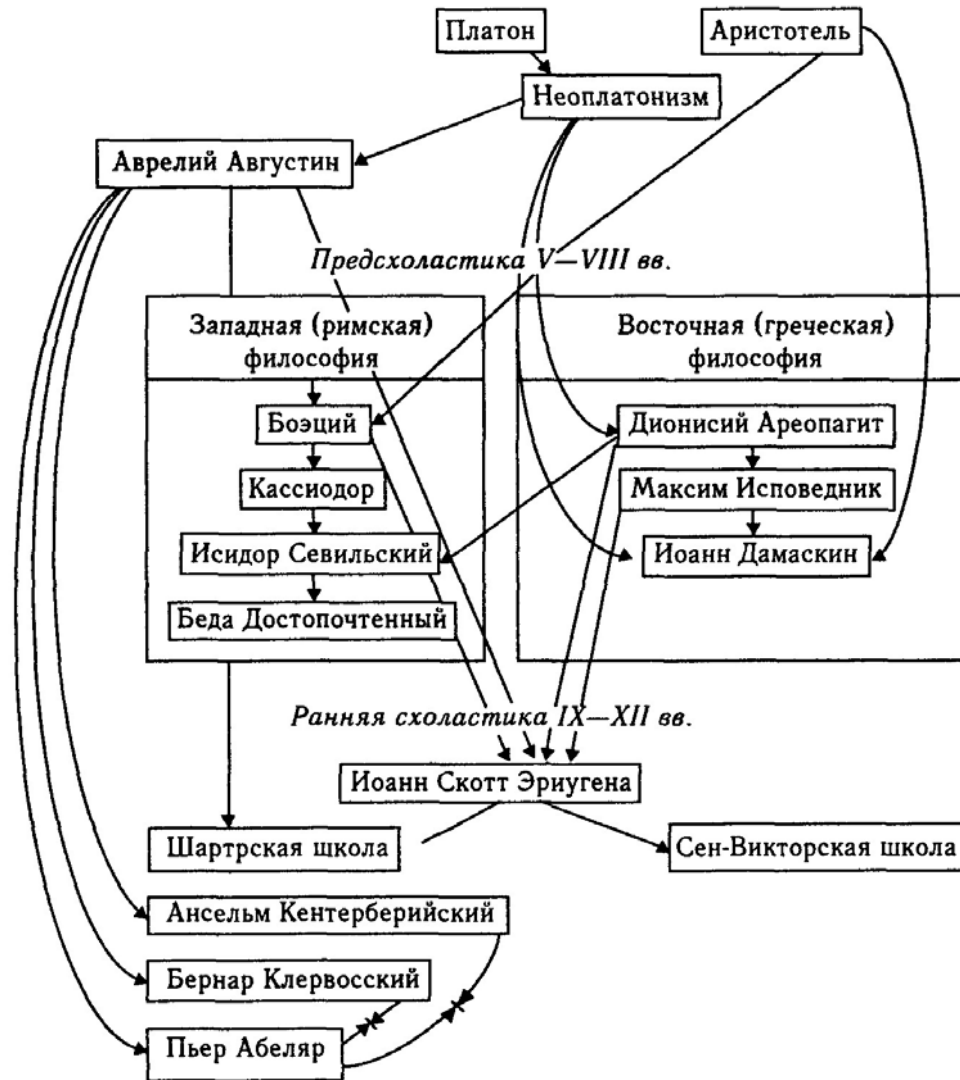 Платон
Аристотель
Неоплатонизм
Аврелий Августин
Предсхоластика V—VIII вв.
Западная (римская)
философия
Восточная (греческая)
философия
Боэций
Дионисий Ареопагит
Кассиодор
Максим Исповедник
Исидор Севильский
Иоанн Дамаскин
Беда Достопочтенный
Ранняя схоластика IX—XII вв.
Иоанн Скотт Эриугена
Шартрская школа
Сен-Викторская школа
Ансельм Кентерберийский
Бернар Клервосский
Пьер Абеляр